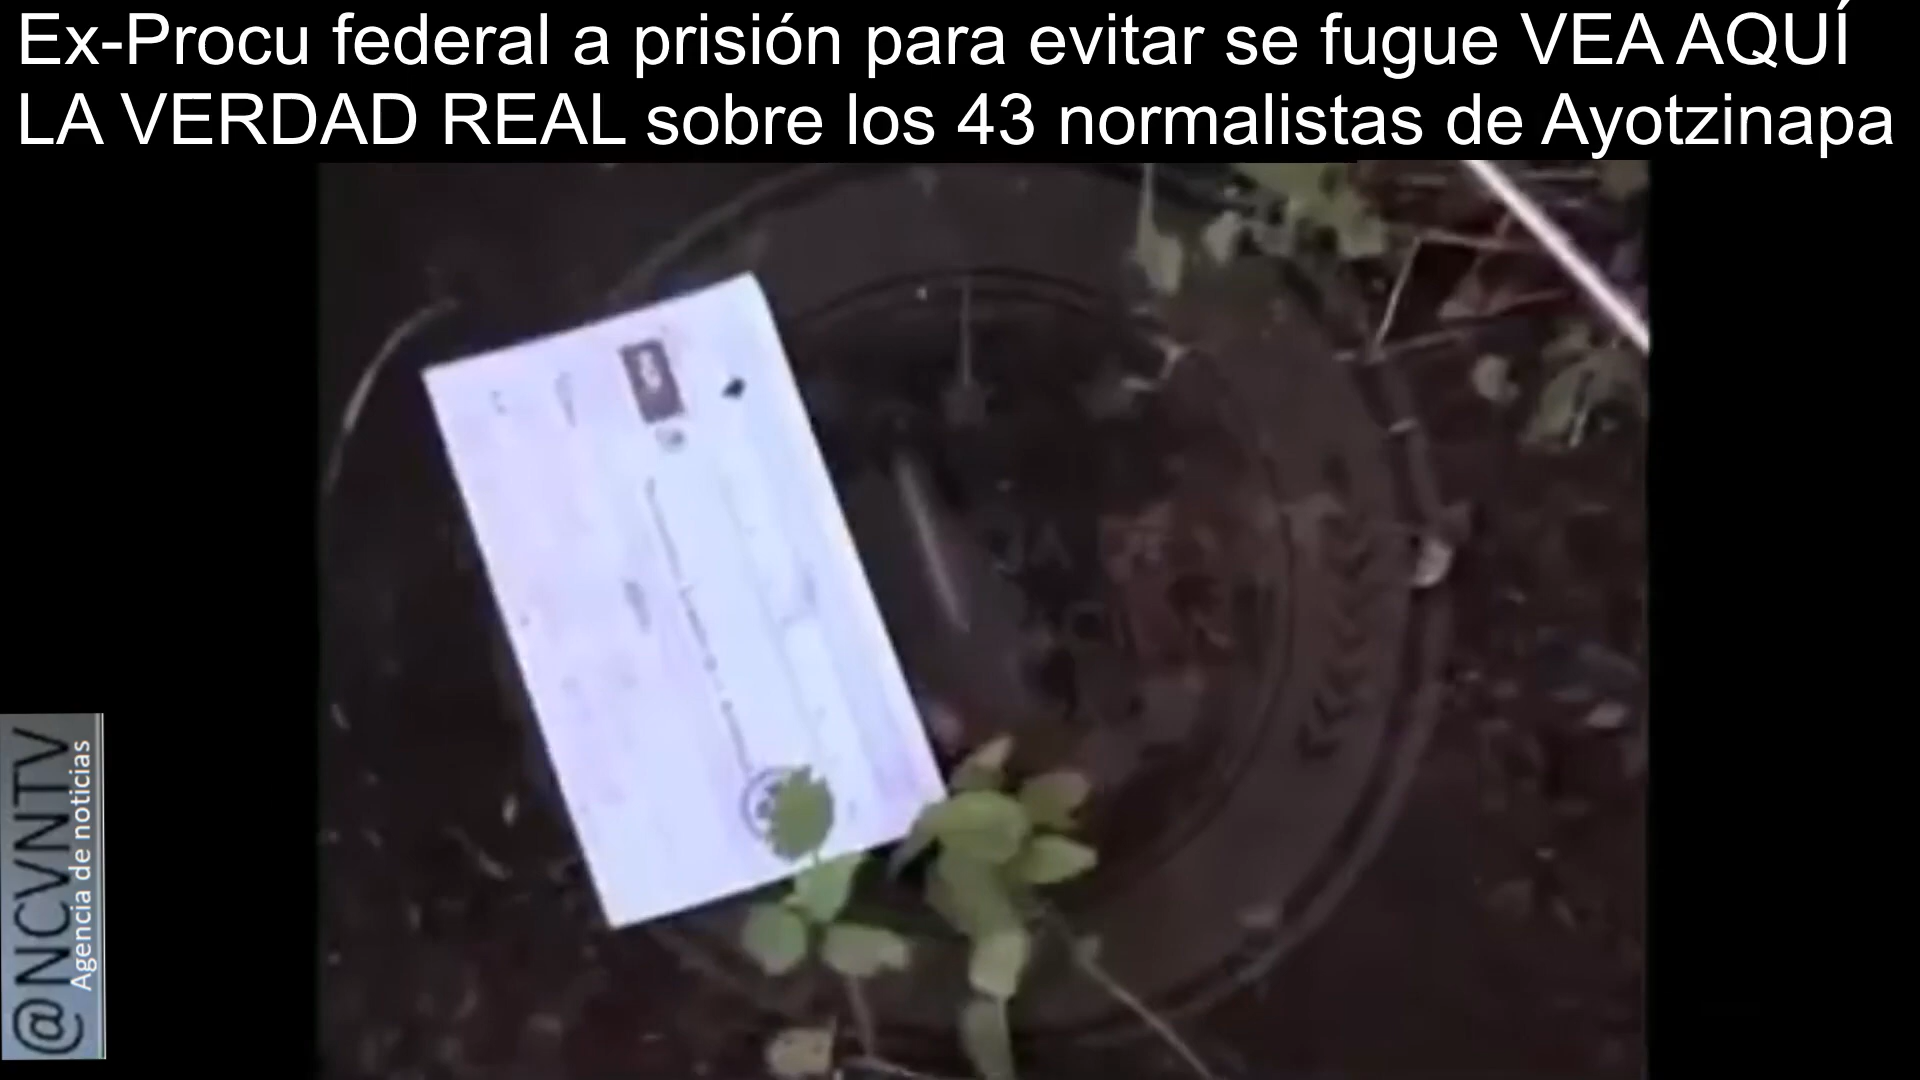 Ex-Procu federal a prisión para evitar se fugue VEA AQUÍ
LA VERDAD REAL sobre los 43 normalistas de Ayotzinapa
@NCVNTV
Agencia de noticias